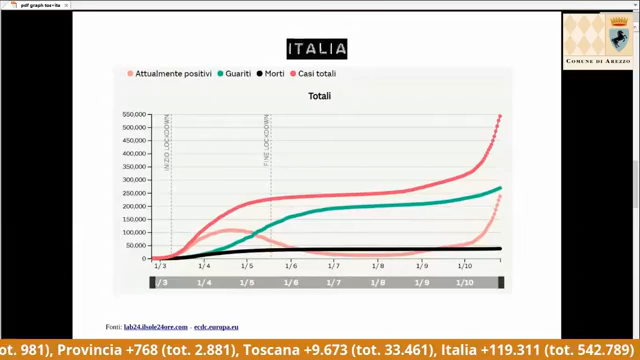 pdf graph tos+ita
ITALIA
COMUNE DI AREZZO
Attualmente positivi Guariti Morti Casi totali
Totali
550,000
500,000
450,000
400,000
350,000
300,000
250,000
200,000
150,000
100,000
50,000
0
INIZIO LOCKDOWN
FINE LOCKDOWN
1/3 1/4 1/5 1/6 1/7 1/8 1/9 1/10
1/3 1/4 1/5 1/6 1/7 1/8 1/9 1/10
Fonti: lab24.ilsole24ore.com - ecdc.europa.eu
tot. 981), Provincia +768 (tot. 2.881), Toscana +9.673 (tot. 33.461), Italia +119.311 (tot. 542.789)